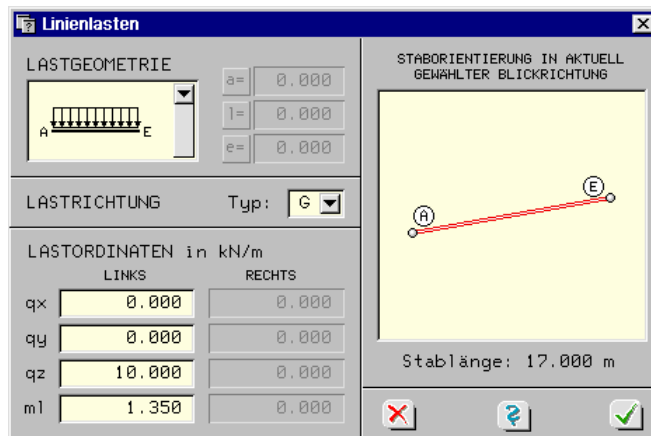 Linienlasten
LASTGEOMETRIE
A E
a= 0.000
l= 0.000
e= 0.000
LASTRICHTUNG Typ: G
LASTORDINATEN in kN/m
LINKS RECHTS
qx 0.000 0.000
qy 0.000 0.000
qz 10.000 0.000
ml 1.350 0.000
STABORIENTIERUNG IN AKTUELL
GEWÄHLTER BLICKRICHTUNG
E
A
Stablänge: 17.000 m